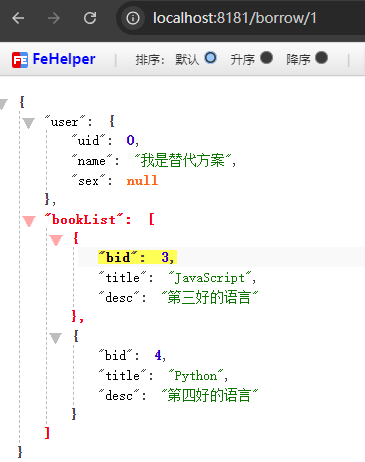 localhost:8181/borrow/1
FeHelper | 排序: 默认 升序 降序 |
{
"user": {
"uid": 0,
"name": "我是替代方案",
"sex": null
},
"bookList": [
{
"bid": 3,
"title": "JavaScript",
"desc": "第三好的语言"
},
{
"bid": 4,
"title": "Python",
"desc": "第四好的语言"
}
]
}